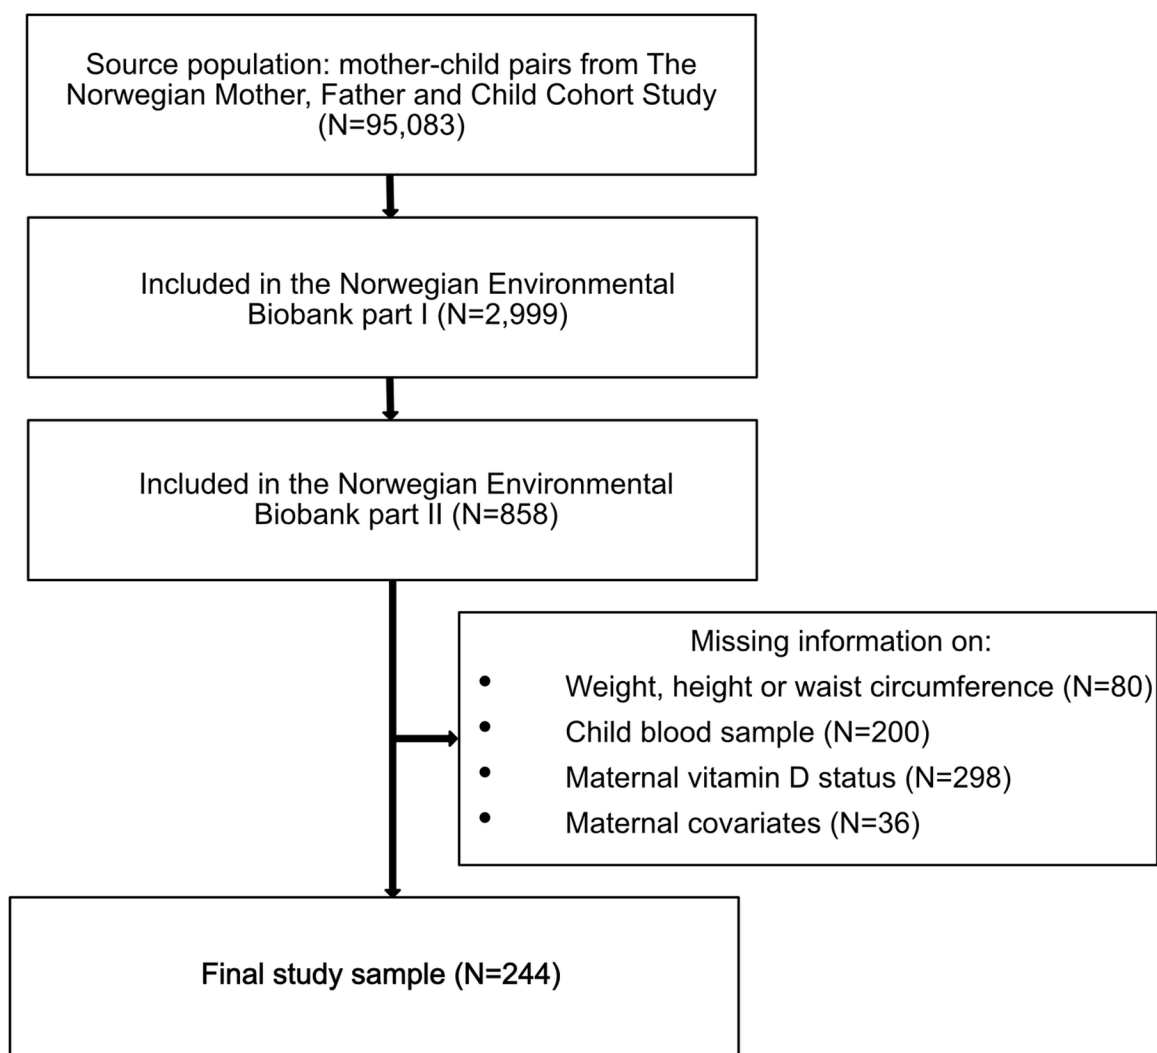 Source population: mother-child pairs from The
Norwegian Mother, Father and Child Cohort Study
(N=95,083)
Included in the Norwegian Environmental
Biobank part I (N=2,999)
Included in the Norwegian Environmental
Biobank part II (N=858)
Missing information on:
• Weight, height or waist circumference (N=80)
• Child blood sample (N=200)
• Maternal vitamin D status (N=298)
• Maternal covariates (N=36)
Final study sample (N=244)